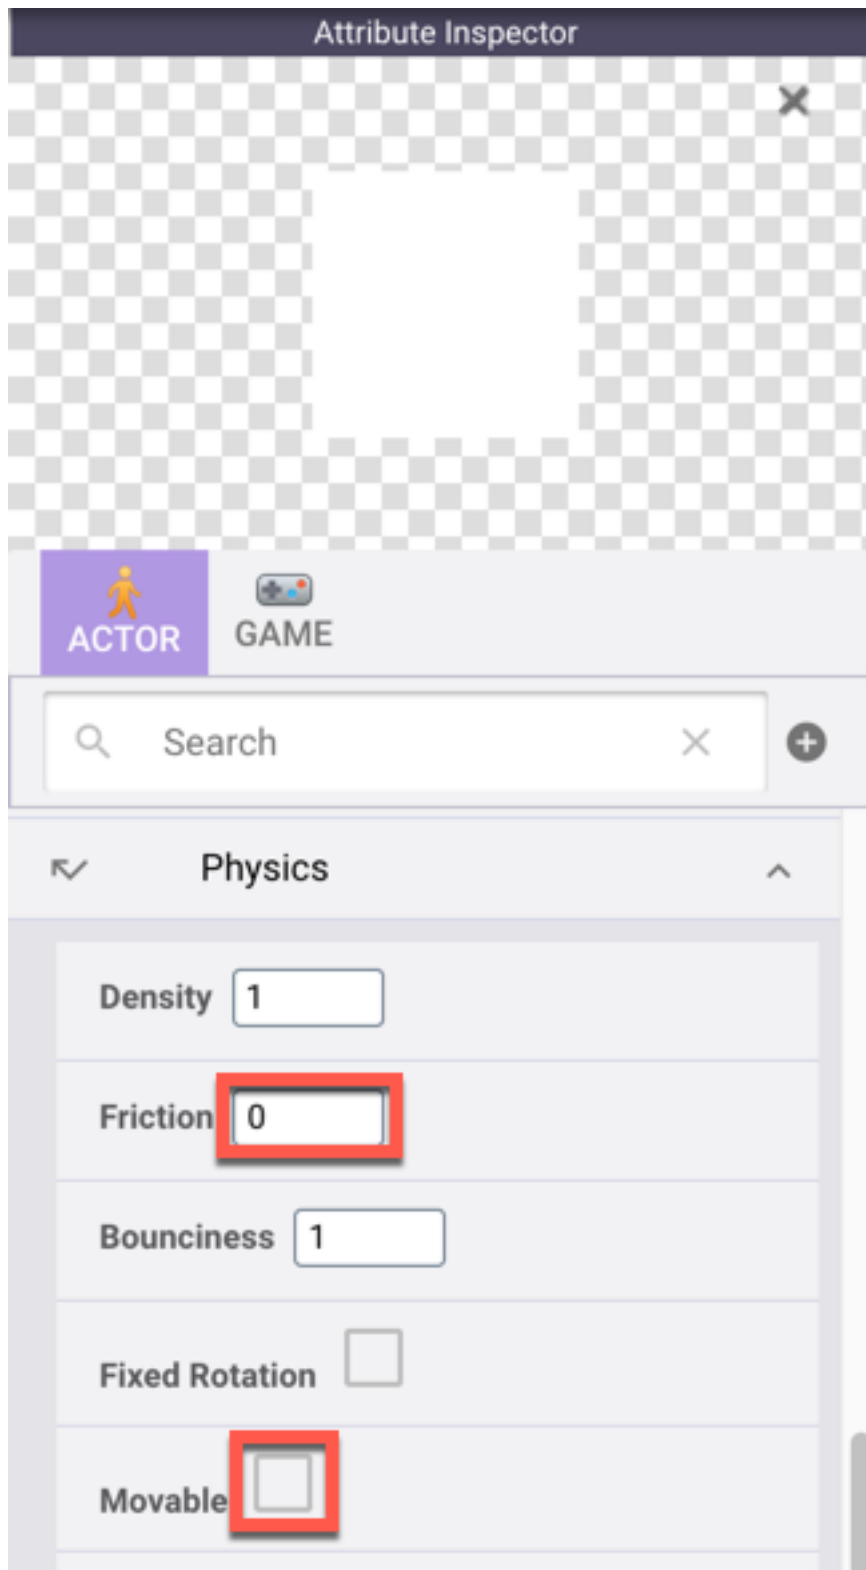 Attribute Inspector
ACTOR
GAME
Search
Physics
Density 1
Friction 0
Bounciness 1
Fixed Rotation
Movable